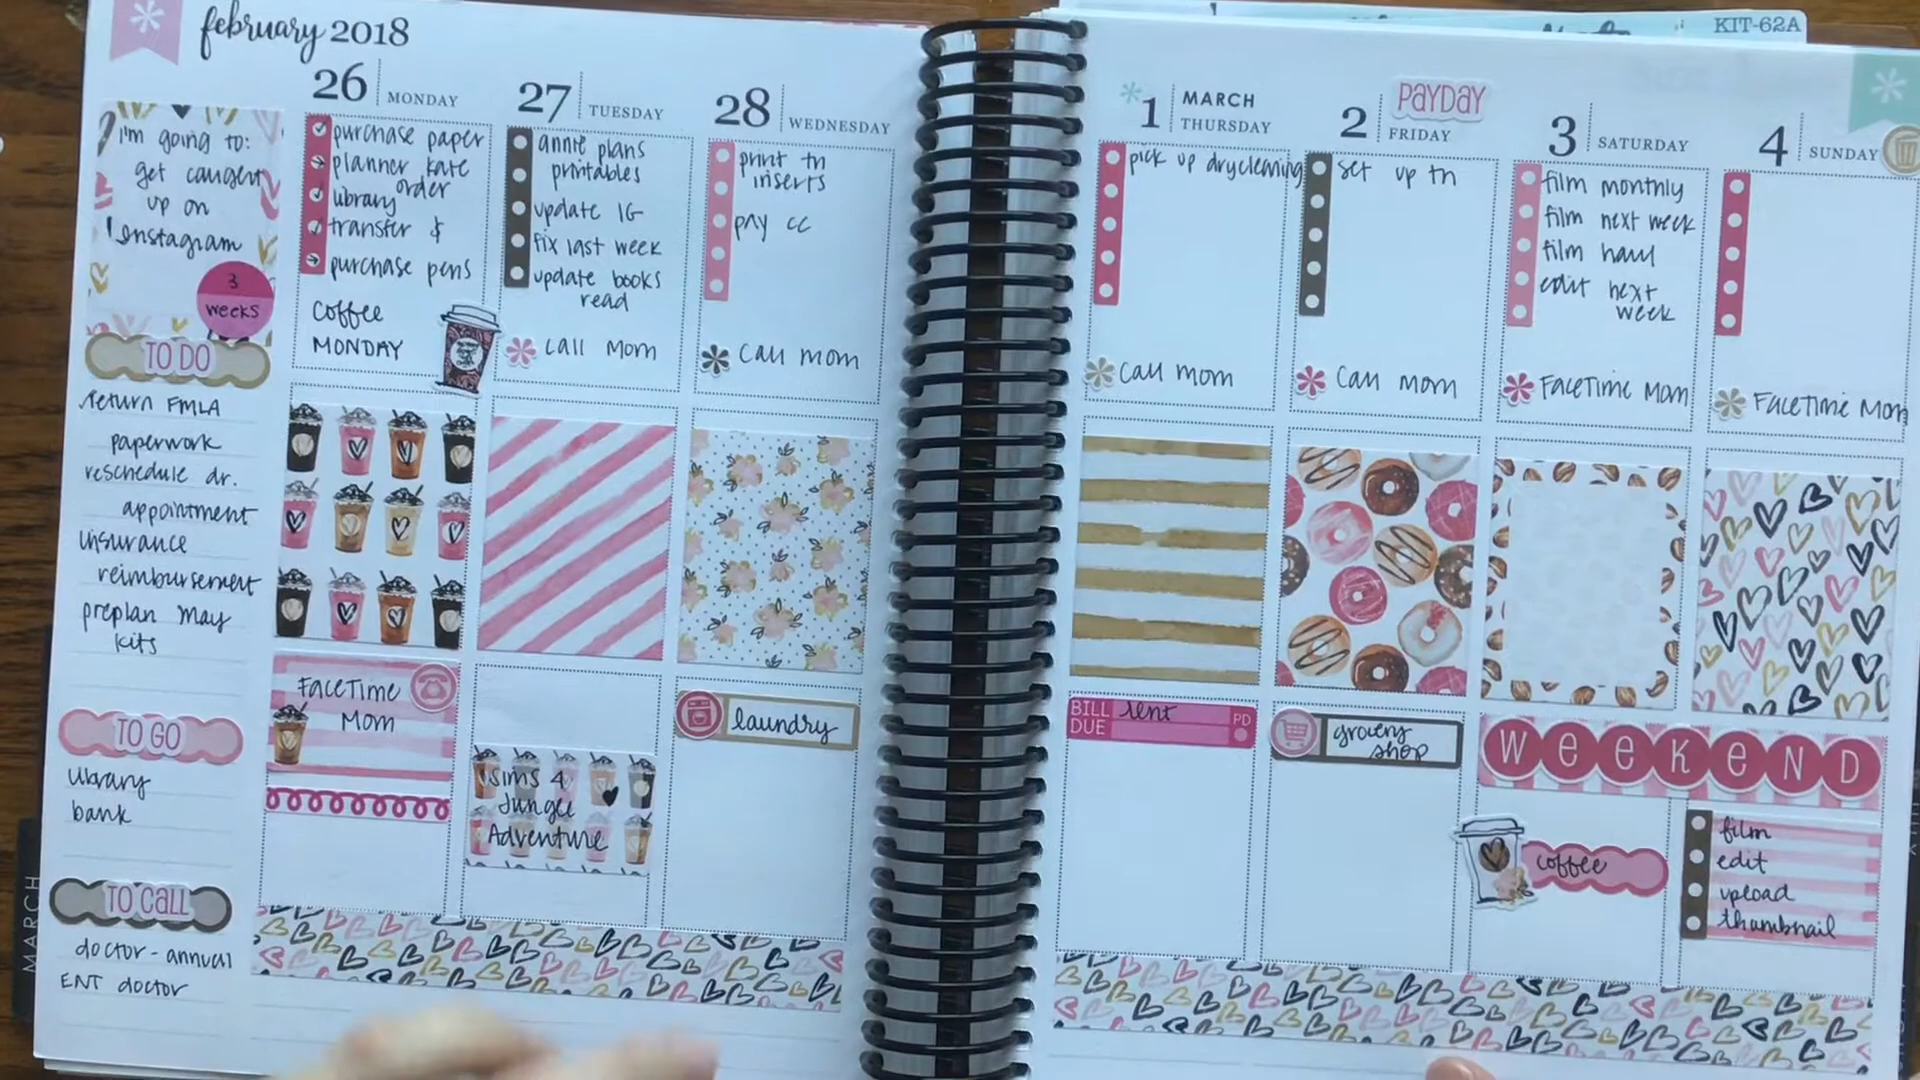 KIT-62A
february 2018
26 MONDAY
27 TUESDAY
28 WEDNESDAY
1 MARCH THURSDAY
2 FRIDAY
PAYDAY
3 SATURDAY
4 SUNDAY
I'm going to:
get caught
up on
Instagram
3
weeks
TO DO
return FMLA
paperwork
reschedule dr.
appointment
insurance
reimbursement
preplan may
kits
TO GO
library
bank
TO CALL
doctor-annual
ENT doctor
MARCH
purchase paper
planner kate
order
library
transfer $
purchase pens
coffee
MONDAY
FaceTime
Mom
annie plans
printables
update IG
fix last week
update books
read
call Mom
Sims 4
Jungle
Adventure
print tn
inserts
pay cc
call mom
laundry
pick up drycleaning
call mom
BILL
DUE
rent
PD
set up tn
call mom
grocery
shop
film monthly
film next week
film haul
edit next
week
FaceTime Mom
WEEKEND
coffee
FaceTime Mom
film
edit
upload
thumbnail